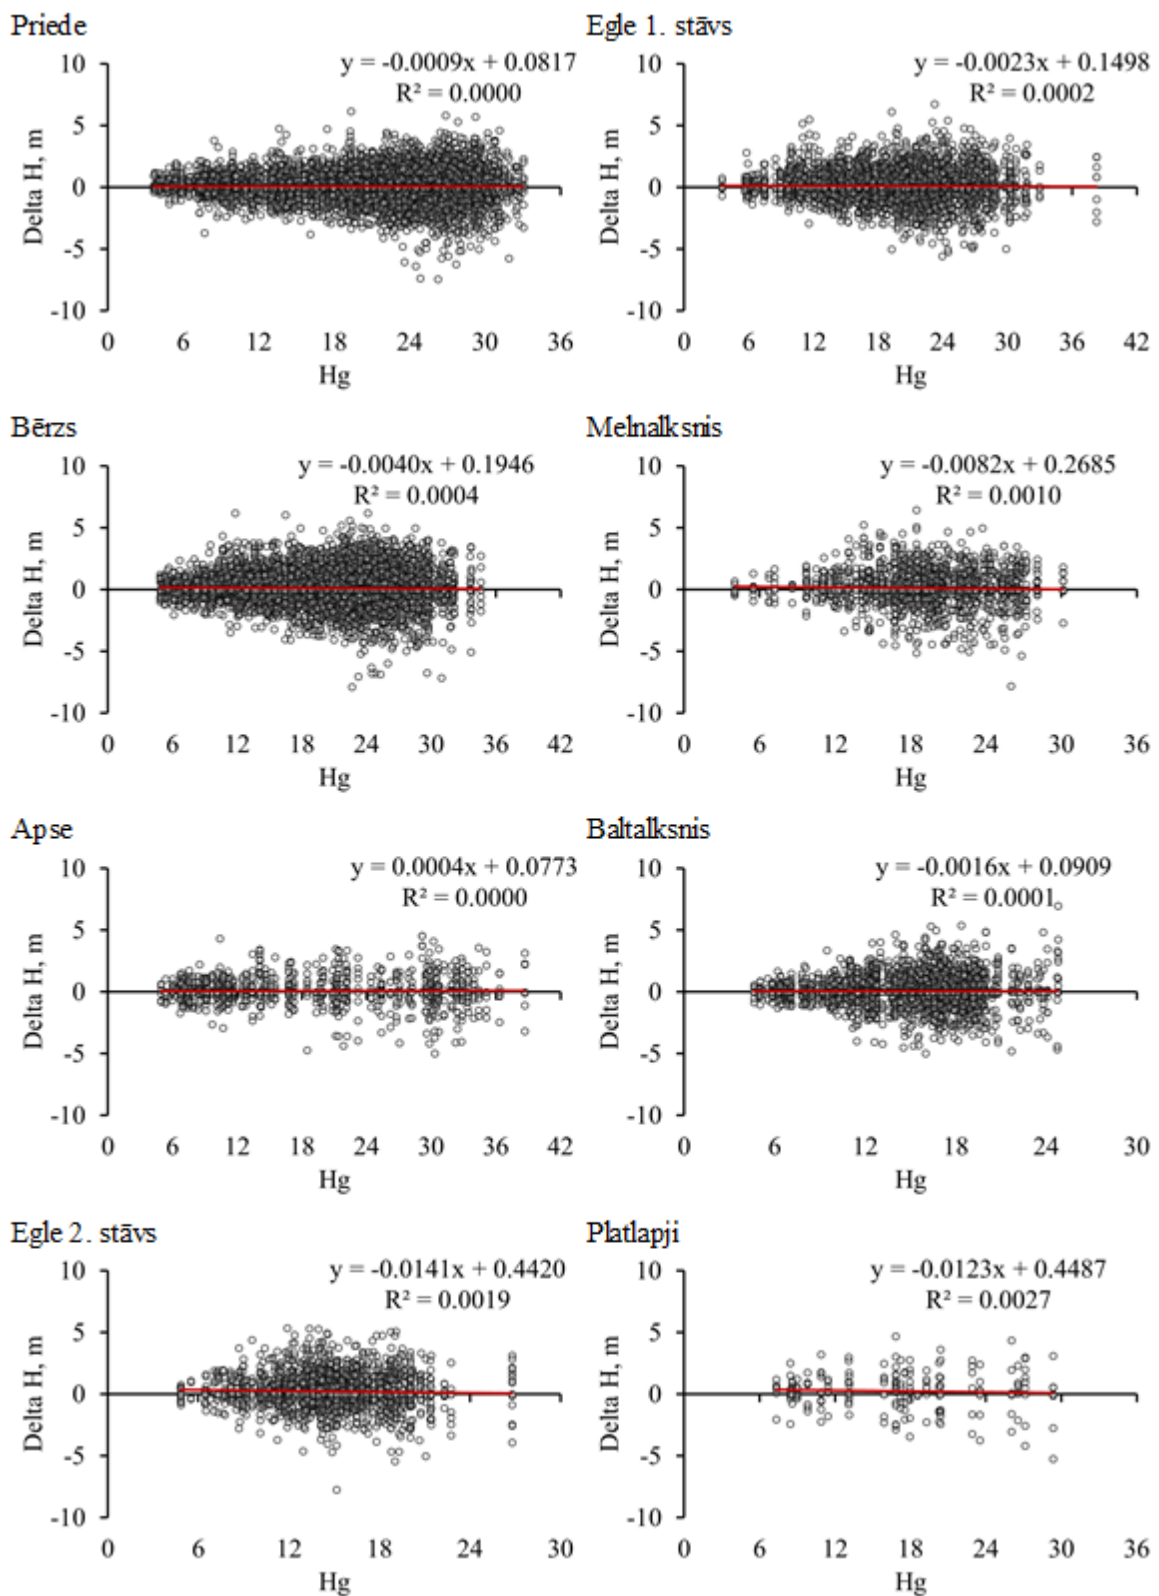 Priede
y = -0.0009x + 0.0817
R² = 0.0000
Delta H, m
10
5
0
-5
-10
0 6 12 18 24 30 36
Hg
Egle 1. stāvs
y = -0.0023x + 0.1498
R² = 0.0002
Delta H, m
10
5
0
-5
-10
0 6 12 18 24 30 36 42
Hg
Bērzs
y = -0.0040x + 0.1946
R² = 0.0004
Delta H, m
10
5
0
-5
-10
0 6 12 18 24 30 36 42
Hg
Melnalksnis
y = -0.0082x + 0.2685
R² = 0.0010
Delta H, m
10
5
0
-5
-10
0 6 12 18 24 30 36
Hg
Apse
y = 0.0004x + 0.0773
R² = 0.0000
Delta H, m
10
5
0
-5
-10
0 6 12 18 24 30 36 42
Hg
Baltalksnis
y = -0.0016x + 0.0909
R² = 0.0001
Delta H, m
10
5
0
-5
-10
0 6 12 18 24 30
Hg
Egle 2. stāvs
y = -0.0141x + 0.4420
R² = 0.0019
Delta H, m
10
5
0
-5
-10
0 6 12 18 24 30
Hg
Platlapji
y = -0.0123x + 0.4487
R² = 0.0027
Delta H, m
10
5
0
-5
-10
0 6 12 18 24 30 36
Hg